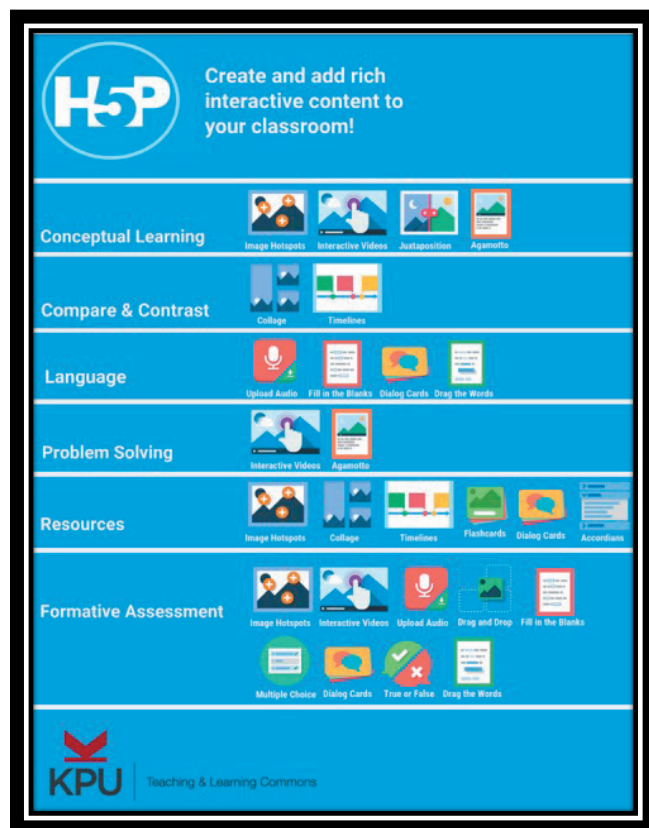 H5P
Create and add rich
interactive content to
your classroom!
Conceptual Learning
Image Hotspots Interactive Videos Juxtaposition Agamotto
Compare & Contrast
Collage Timelines
Language
Upload Audio Fill in the Blanks Dialog Cards Drag the Words
Problem Solving
Interactive Videos Agamotto
Resources
Image Hotspots Collage Timelines Flashcards Dialog Cards Accordians
Formative Assessment
Image Hotspots Interactive Videos Upload Audio Drag and Drop Fill in the Blanks
Multiple Choice Dialog Cards True or False Drag the Words
KPU Teaching & Learning Commons